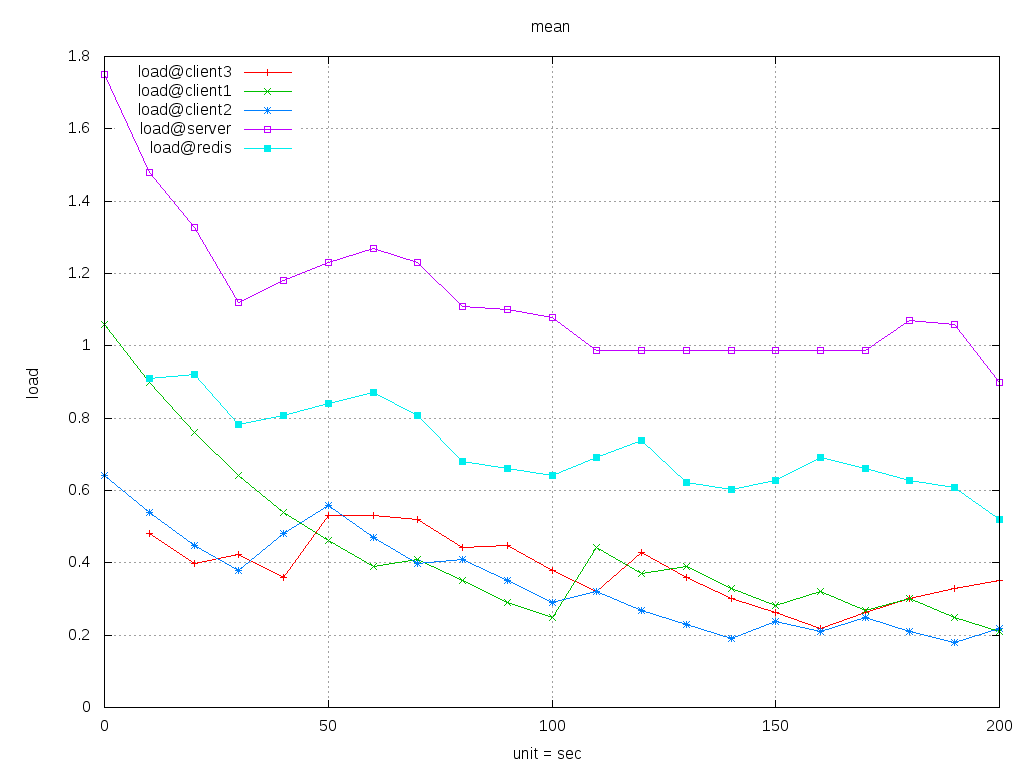 mean
load@client3
load@client1
load@client2
load@server
load@redis
1.8
1.6
1.4
1.2
1
0.8
0.6
0.4
0.2
0
load
0 50 100 150 200
unit = sec